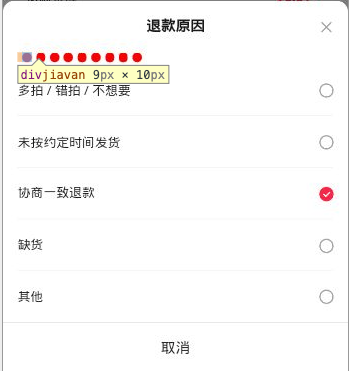 退款原因
divjiavan 9px × 10px
多拍 / 错拍 / 不想要
未按约定时间发货
协商一致退款
缺货
其他
取消